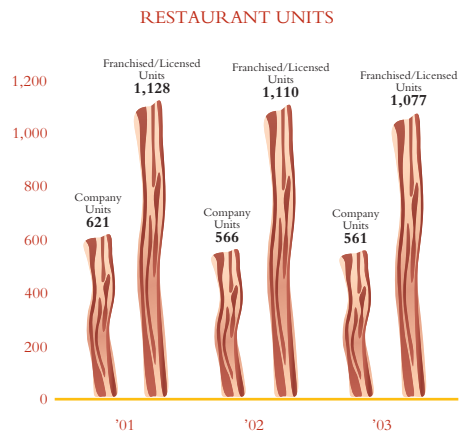 RESTAURANT UNITS
Franchised/Licensed
Units
1,128
Franchised/Licensed
Units
1,110
Franchised/Licensed
Units
1,077
Company
Units
621
Company
Units
566
Company
Units
561
1,200
1,000
800
600
400
200
0
’01
’02
’03